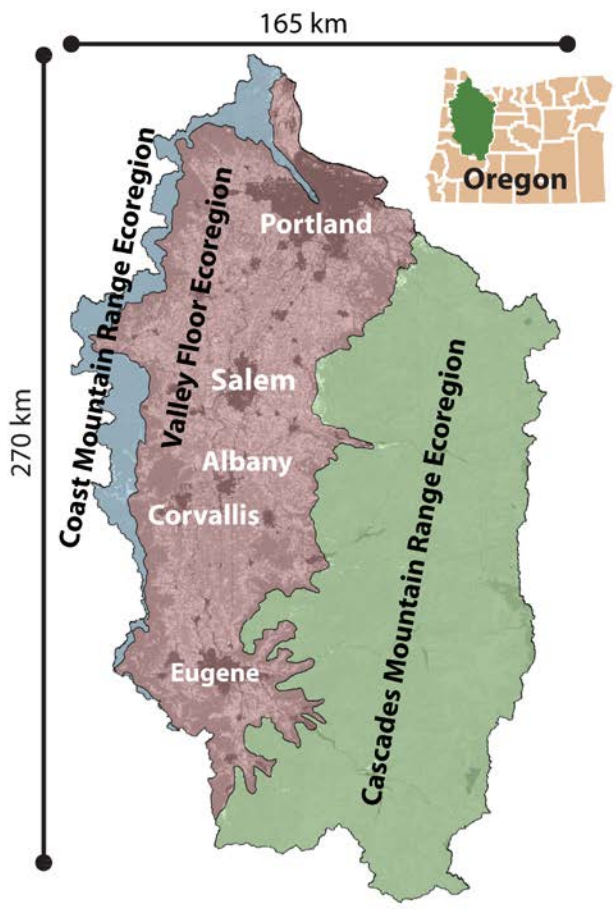 165 km
270 km
Oregon
Coast Mountain Range Ecoregion
Valley Floor Ecoregion
Cascades Mountain Range Ecoregion
Portland
Salem
Albany
Corvallis
Eugene